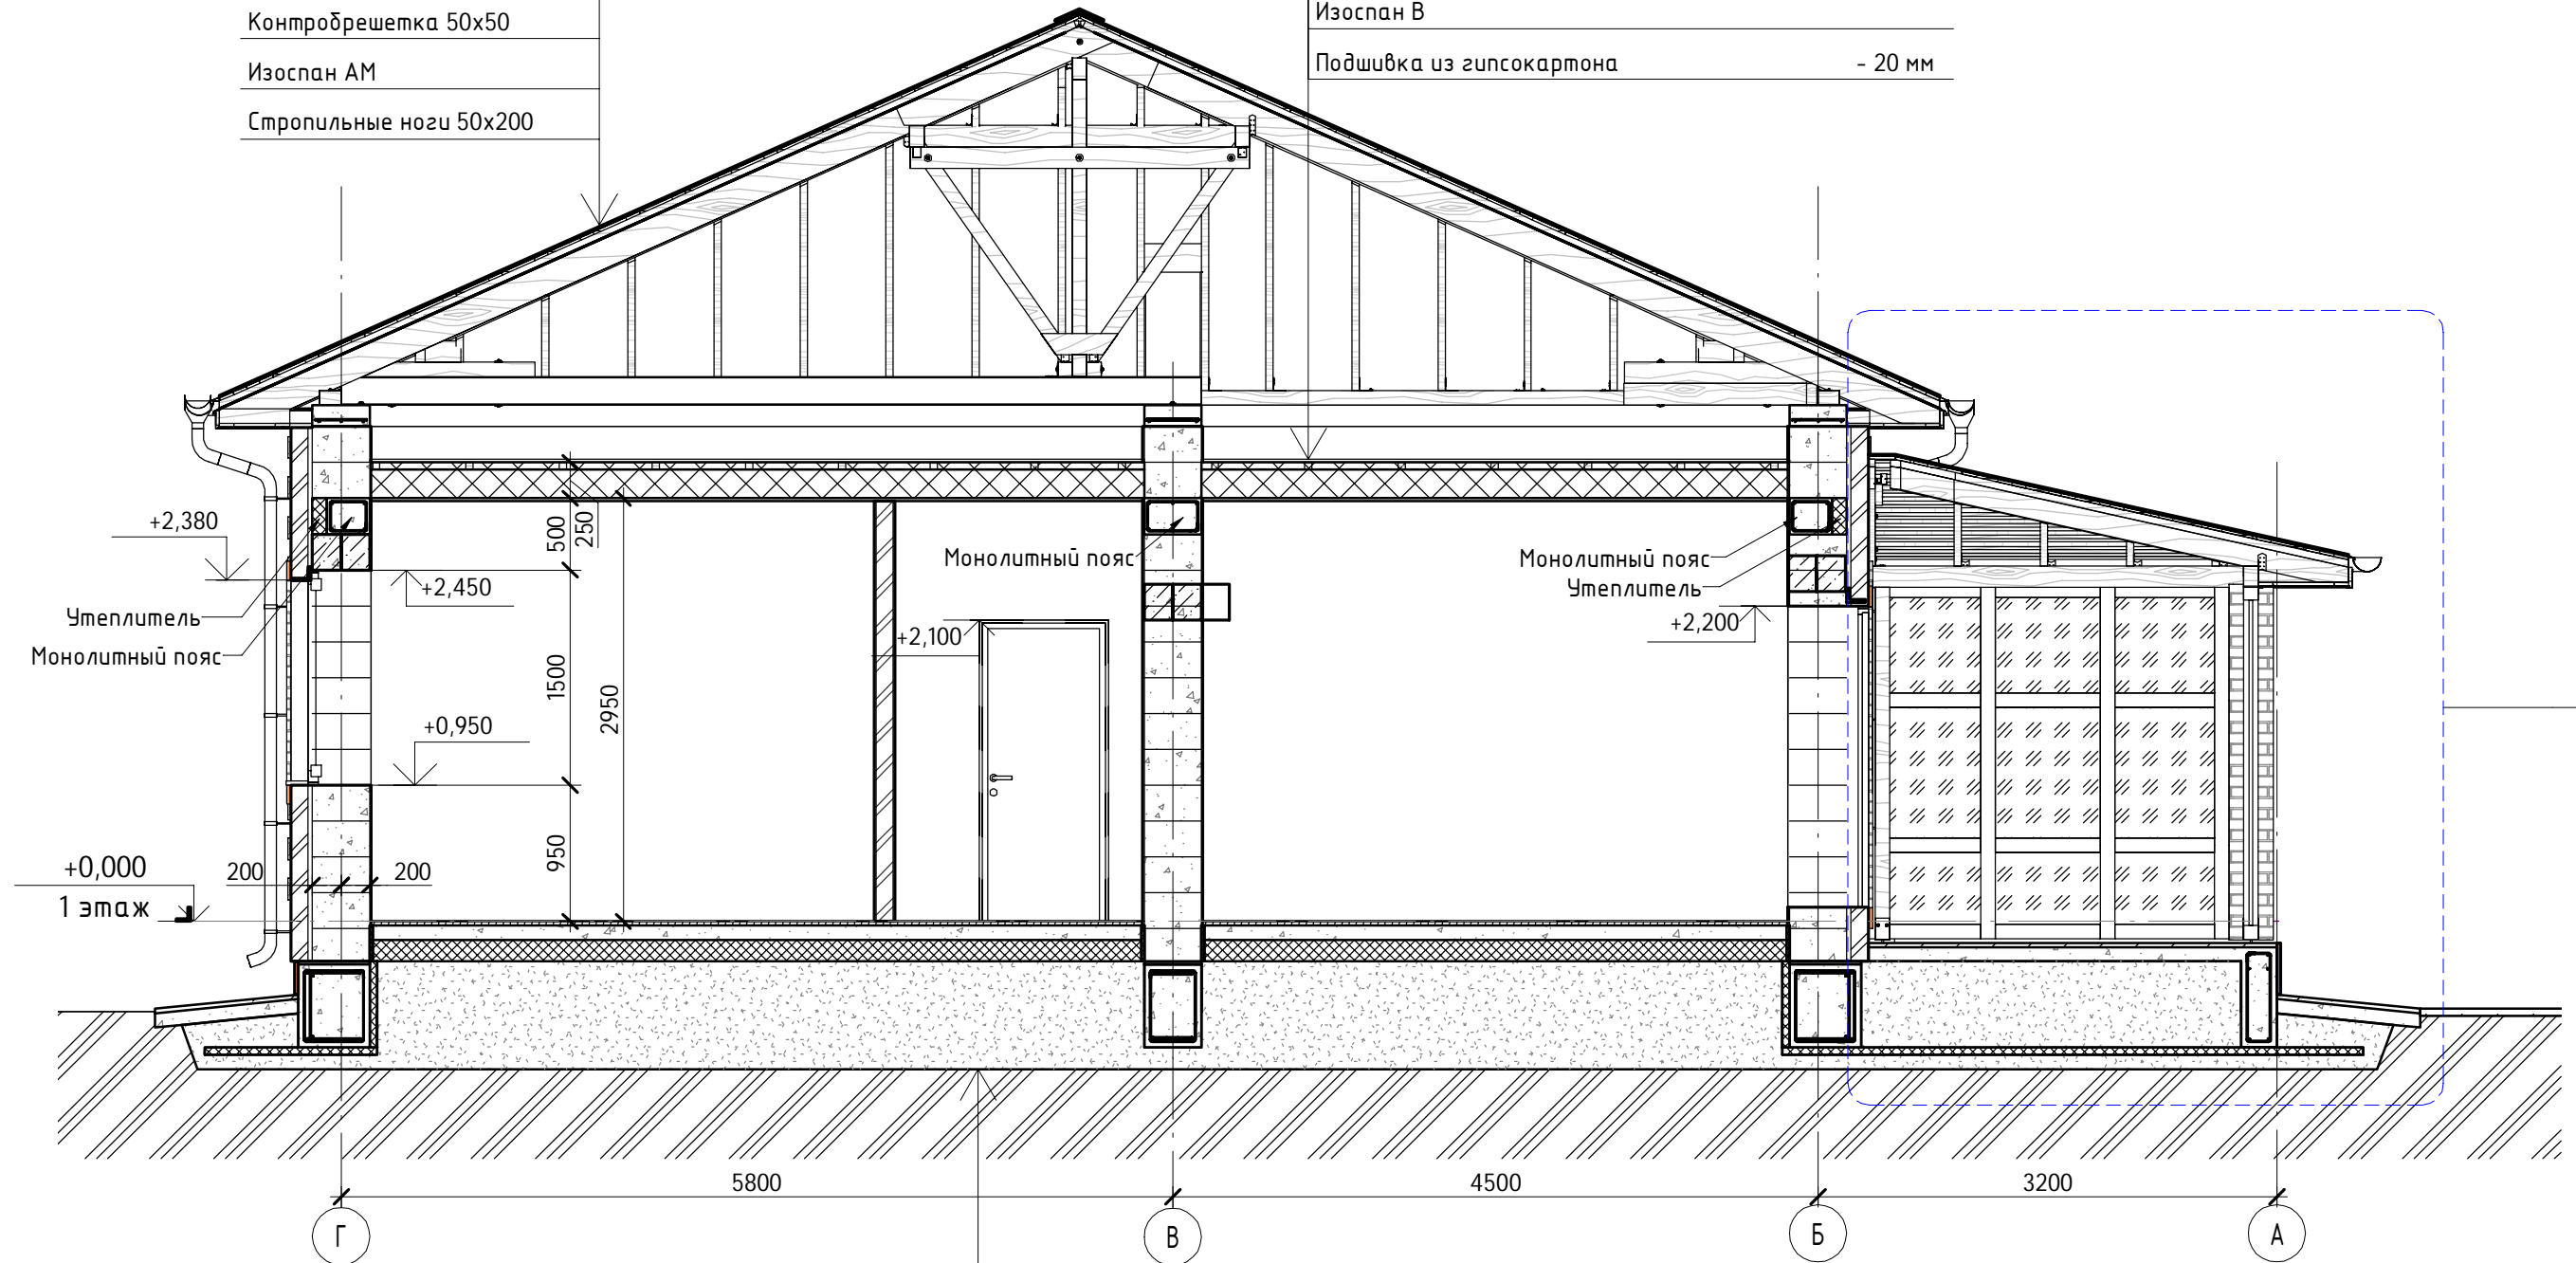 Контробрешетка 50х50
Изоспан АМ
Стропильные ноги 50х200
Изоспан В
Подшивка из гипсокартона - 20 мм
+2,380
+2,450
Утеплитель
Монолитный пояс
500
250
Монолитный пояс
Монолитный пояс
Утеплитель
+2,100
+2,200
1500
2950
+0,950
950
+0,000
1 этаж
200
200
5800
4500
3200
Г
В
Б
А